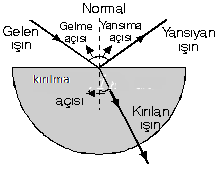 Normal
Gelen ışın
Gelme açısı
Yansıma açısı
Yansıyan ışın
kırılma
açısı
Kırılan ışın